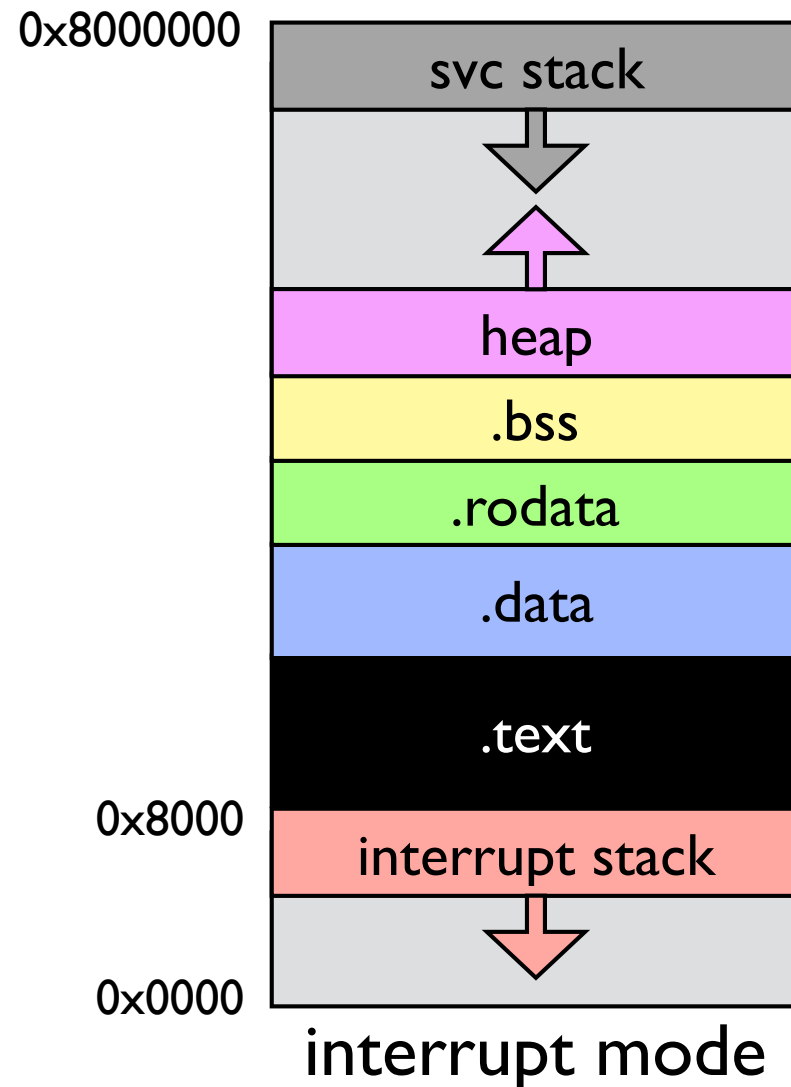 0x8000000
svc stack
heap
.bss
.rodata
.data
.text
0x8000
interrupt stack
0x0000
interrupt mode